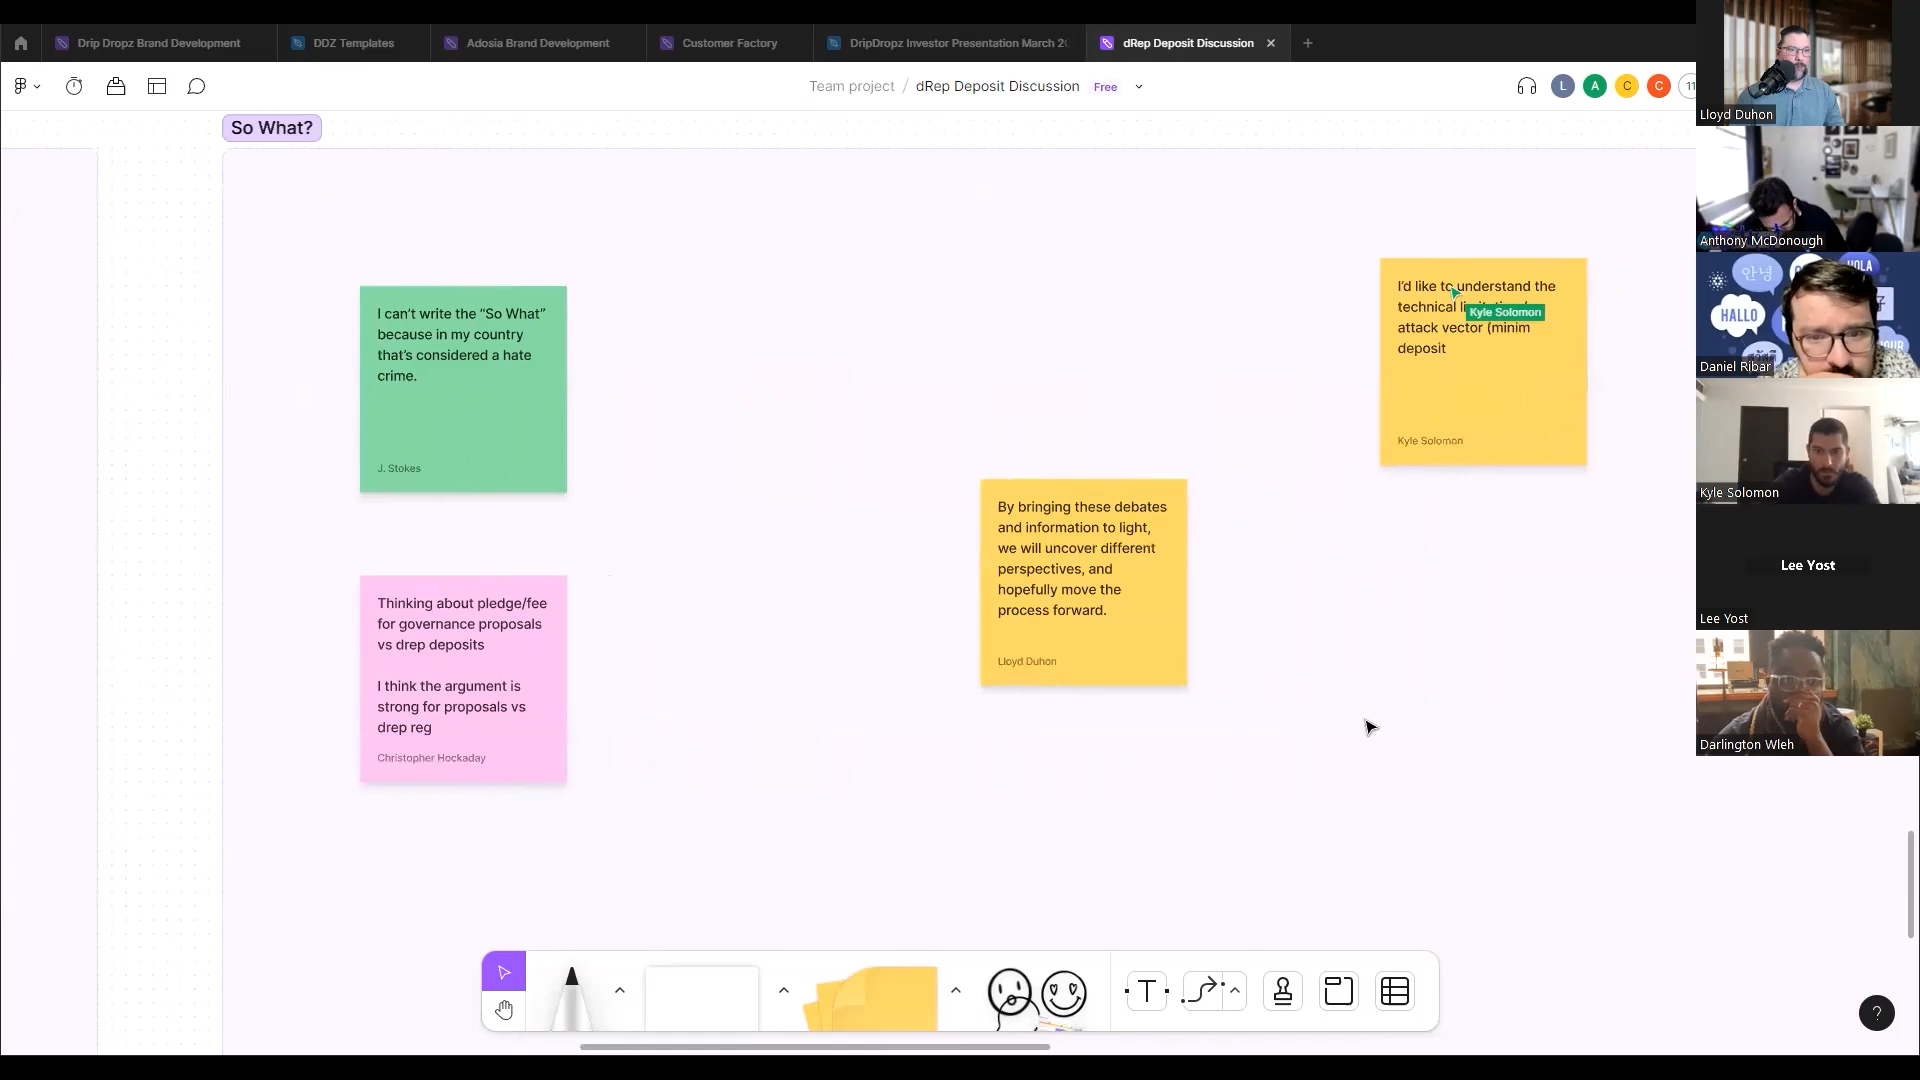 Drip Dropz Brand Development
DDZ Templates
Adosia Brand Development
Customer Factory
DripDropz Investor Presentation March 20
dRep Deposit Discussion
Team project / dRep Deposit Discussion Free
L A C C 11
So What?
I can't write the “So What”
because in my country
that's considered a hate
crime.
J. Stokes
Thinking about pledge/fee
for governance proposals
vs drep deposits
I think the argument is
strong for proposals vs
drep reg
Christopher Hockaday
By bringing these debates
and information to light,
we will uncover different
perspectives, and
hopefully move the
process forward.
Lloyd Duhon
I'd like to understand the
technical
Kyle Solomon
attack vector (minim
deposit
Kyle Solomon
Lloyd Duhon
Anthony McDonough
안녕
HOLA
HALLO
Daniel Ribar
Kyle Solomon
Lee Yost
Lee Yost
Darlington Wleh
T
?